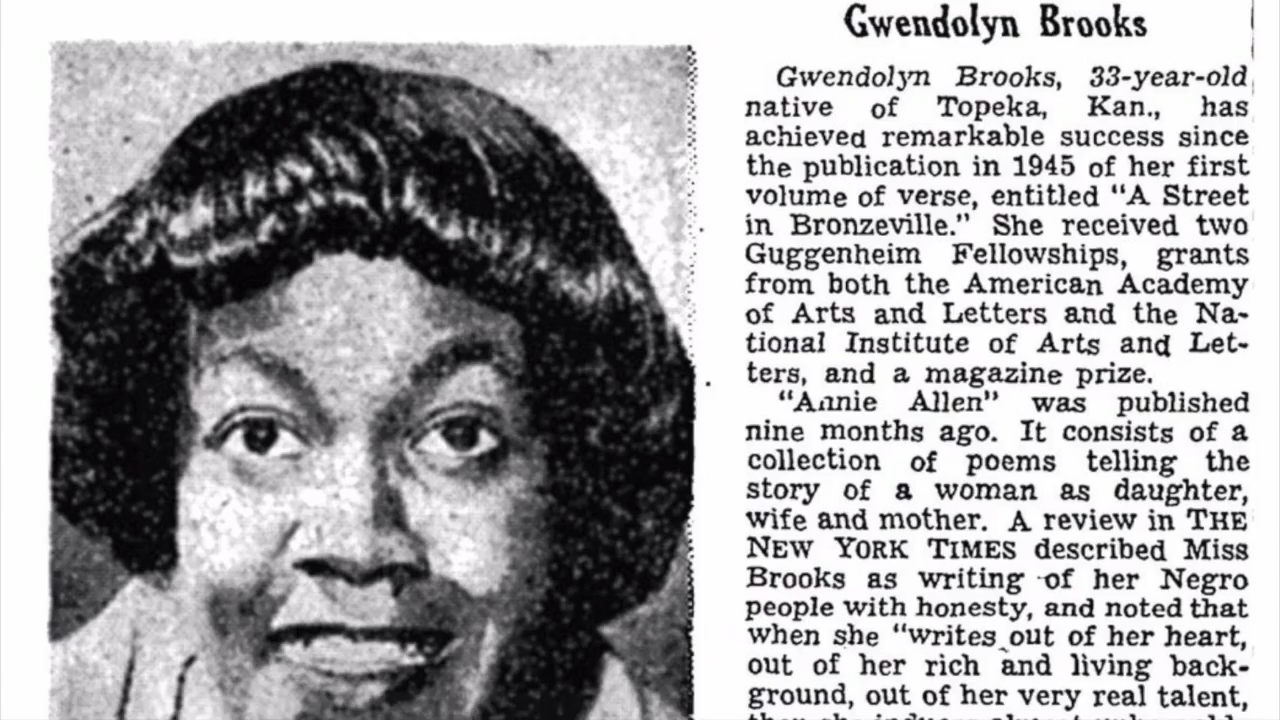 Gwendolyn Brooks
Gwendolyn Brooks, 33-year-old
native of Topeka, Kan., has
achieved remarkable success since
the publication in 1945 of her first
volume of verse, entitled "A Street
in Bronzeville." She received two
Guggenheim Fellowships, grants
from both the American Academy
of Arts and Letters and the Na-
tional Institute of Arts and Let-
ters, and a magazine prize.
"Annie Allen" was published
nine months ago. It consists of a
collection of poems telling the
story of a woman as daughter,
wife and mother. A review in THE
NEW YORK TIMES described Miss
Brooks as writing of her Negro
people with honesty, and noted that
when she "writes out of her heart,
out of her rich and living back-
ground, out of her very real talent,